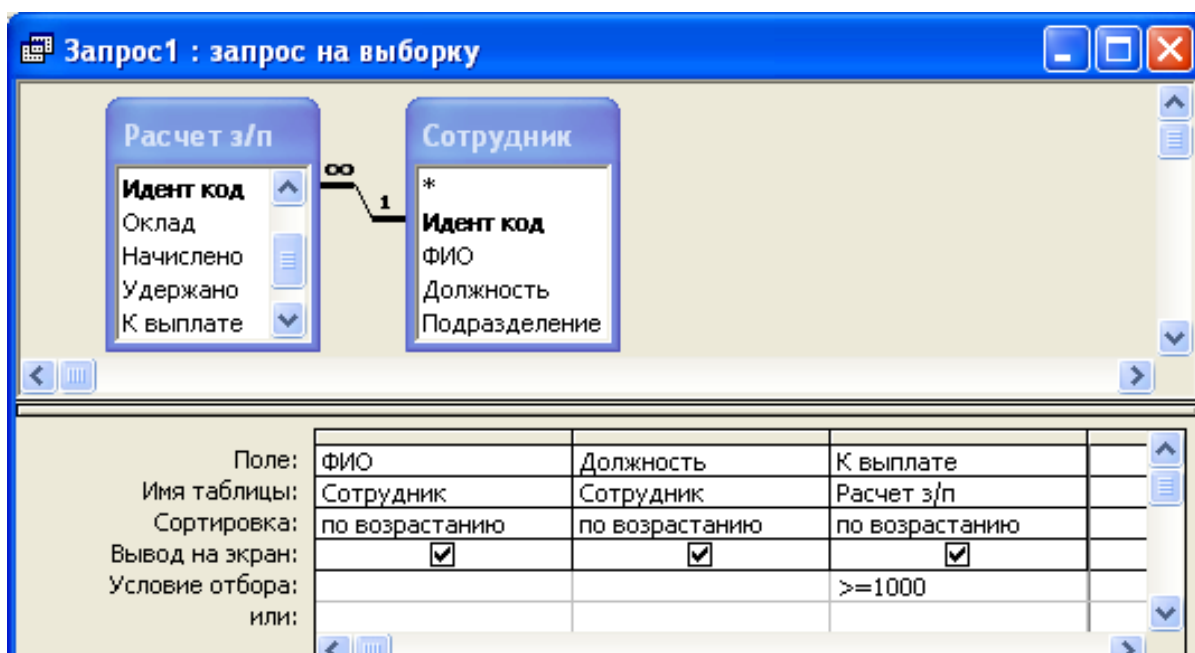 Запрос1 : запрос на выборку
Расчет з/п
Идент код
Оклад
Начислено
Удержано
К выплате
∞
1
Сотрудник
*
Идент код
ФИО
Должность
Подразделение
Поле: ФИО Должность К выплате
Имя таблицы: Сотрудник Сотрудник Расчет з/п
Сортировка: по возрастанию по возрастанию по возрастанию
Вывод на экран:
Условие отбора: >=1000
или: